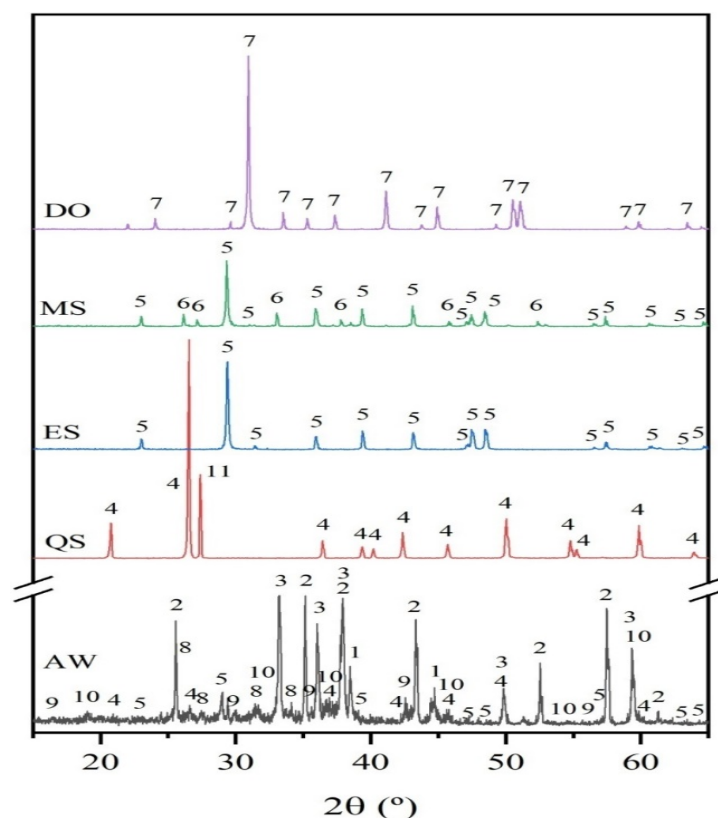 7
7 7 7 7 7 7 7 7 7 7 7 7 7 7
DO
5 6 6 5 5 6 5 6 5 5 6 5 5 5 6 5 5 5 5 5
MS
5 5 5 5 5 5 5 5 5 5 5 5 5 5
ES
4 4 11 4 4 4 4 4 4 4 4 4 4
QS
9 10 4 5 2 8 4 8 5 9 10 8 3 8 2 9 3 10 4 3 2 1 5 4 9 2 1 10 4 5 5 3 4 2 10 9 5 2 3 10 4 2 5 5
AW
20 30 40 50 60
2θ (º)